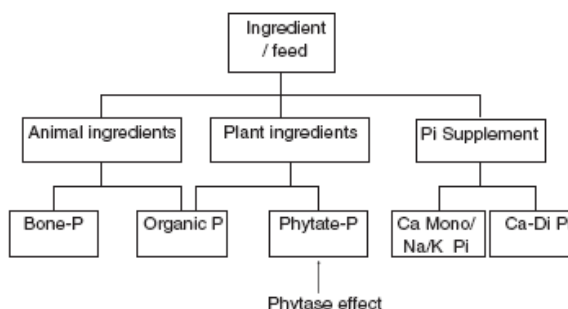 Ingredient
/ feed
Animal ingredients
Plant ingredients
Pi Supplement
Bone-P
Organic P
Phytate-P
Ca Mono/
Na/K Pi
Ca-Di Pi
Phytase effect